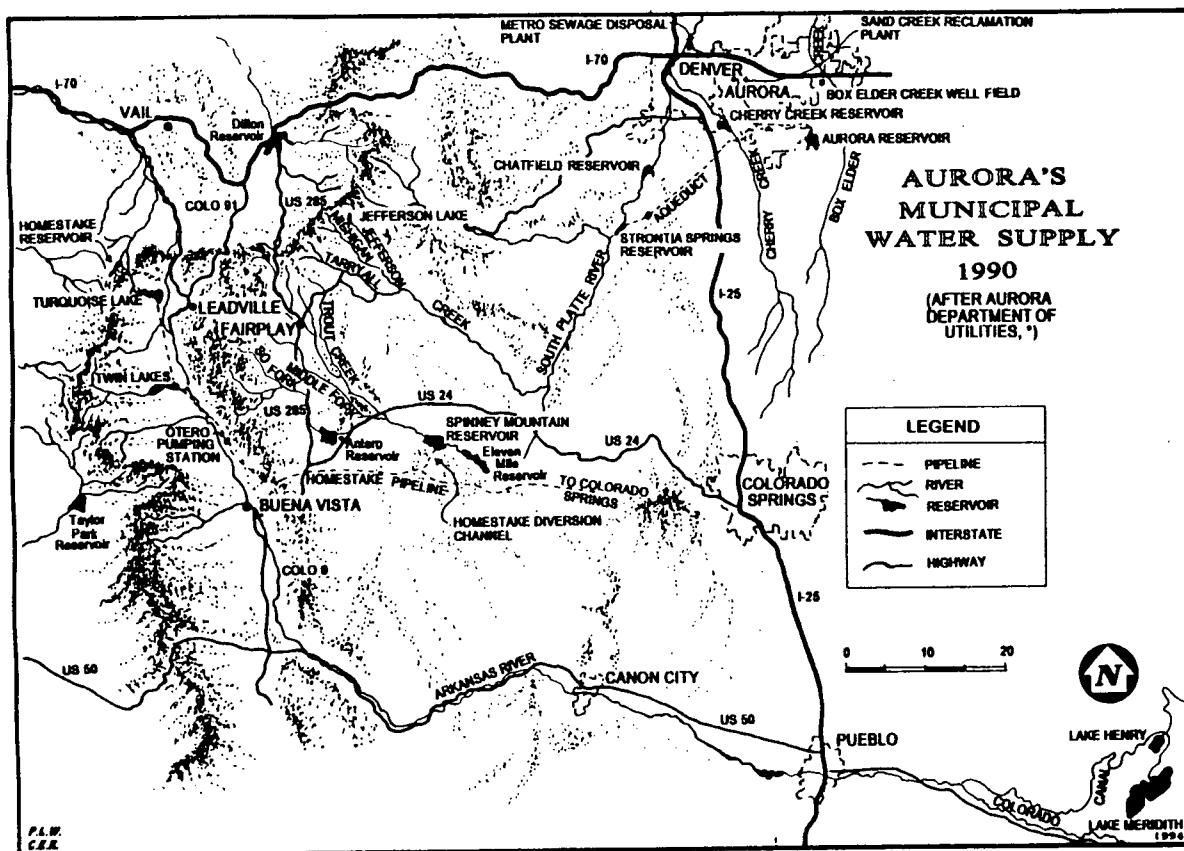 METRO SEWAGE DISPOSAL
PLANT
SAND CREEK RECLAMATION
PLANT
CREEK
I-70
DENVER
I-70
AURORA
BOX ELDER CREEK WELL FIELD
VAIL
Dillon
Reservoir
CHERRY CREEK RESERVOIR
AURORA RESERVOIR
CHATFIELD RESERVOIR
AQUEDUCT
CHERRY
CREEK
BOX ELDER
AURORA'S
MUNICIPAL
WATER SUPPLY
1990
(AFTER AURORA
DEPARTMENT OF
UTILITIES, *)
COLO 91
US 285
HOMESTAKE
RESERVOIR
MICHIGAN
JEFFERSON
JEFFERSON LAKE
STRONTIA SPRINGS
RESERVOIR
TARRYALL
CREEK
SOUTH PLATTE RIVER
I-25
TURQUOISE LAKE
LEADVILLE
FAIRPLAY
TROUT
CREEK
SO FORK
MIDDLE FORK
TWIN LAKES
US 24
US 285
OTERO
PUMPING
STATION
Antero
Reservoir
SPINNEY MOUNTAIN
RESERVOIR
Eleven
Mile
Reservoir
US 24
HOMESTAKE PIPELINE
TO COLORADO
SPRINGS
COLORADO
SPRINGS
Taylor
Park
Reservoir
BUENA VISTA
HOMESTAKE DIVERSION
CHANNEL
LEGEND
PIPELINE
RIVER
RESERVOIR
INTERSTATE
HIGHWAY
COLO 9
I-25
0 10 20
N
US 50
ARKANSAS RIVER
CANON CITY
US 50
PUEBLO
LAKE HENRY
CANAL
COLORADO
LAKE MERIDITH
1994
P.L.W.